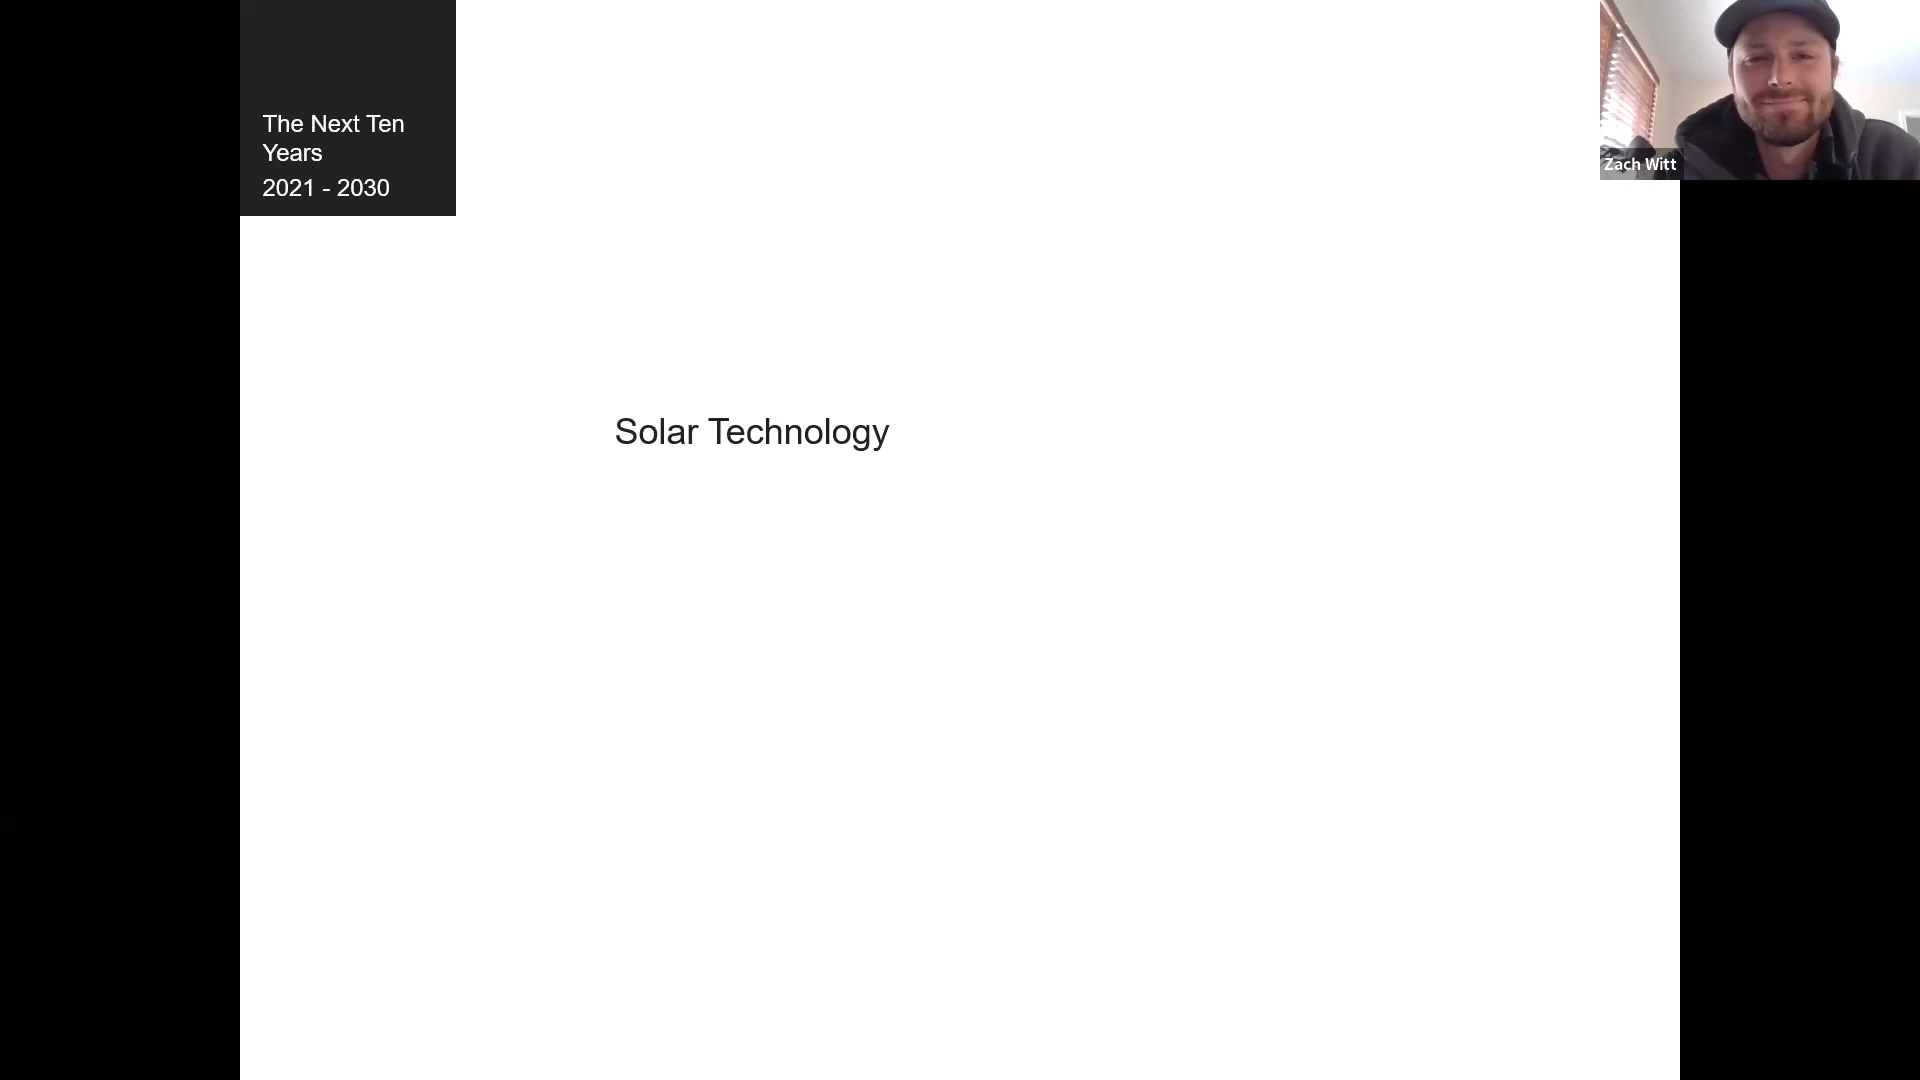 The Next Ten
Years
2021 - 2030
Zach Witt
Solar Technology